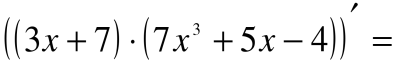 ((3x + 7) · (7x³ + 5x − 4))′ =